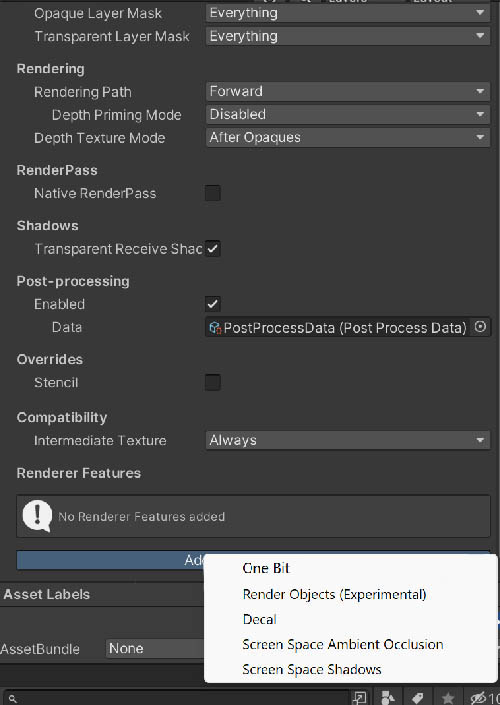 Opaque Layer Mask Everything
Transparent Layer Mask Everything
Rendering
Rendering Path Forward
Depth Priming Mode Disabled
Depth Texture Mode After Opaques
RenderPass
Native RenderPass
Shadows
Transparent Receive Shac
Post-processing
Enabled
Data PostProcessData (Post Process Data)
Overrides
Stencil
Compatibility
Intermediate Texture Always
Renderer Features
No Renderer Features added
Ad
One Bit
Asset Labels
Render Objects (Experimental)
Decal
AssetBundle None
Screen Space Ambient Occlusion
Screen Space Shadows